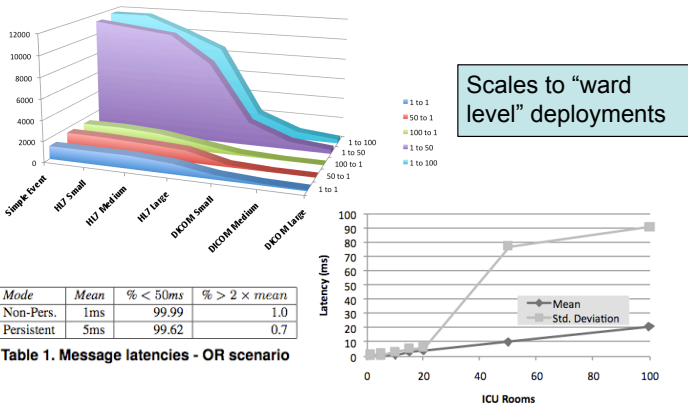 12000
10000
8000
6000
4000
2000
0
Simple Event
HL7 Small
HL7 Medium
HL7 Large
DKOM Small
DICOM Medium
DKOM Large
1 to 100
1 to 50
100 to 1
50 to 1
1 to 1
1 to 1
50 to 1
100 to 1
1 to 50
1 to 100
Scales to “ward
level” deployments
Mode Mean % < 50ms % > 2 × mean
Non-Pers. 1ms 99.99 1.0
Persistent 5ms 99.62 0.7
Table 1. Message latencies - OR scenario
Latency (ms)
100
90
80
70
60
50
40
30
20
10
0
Mean
Std. Deviation
0 20 40 60 80 100
ICU Rooms